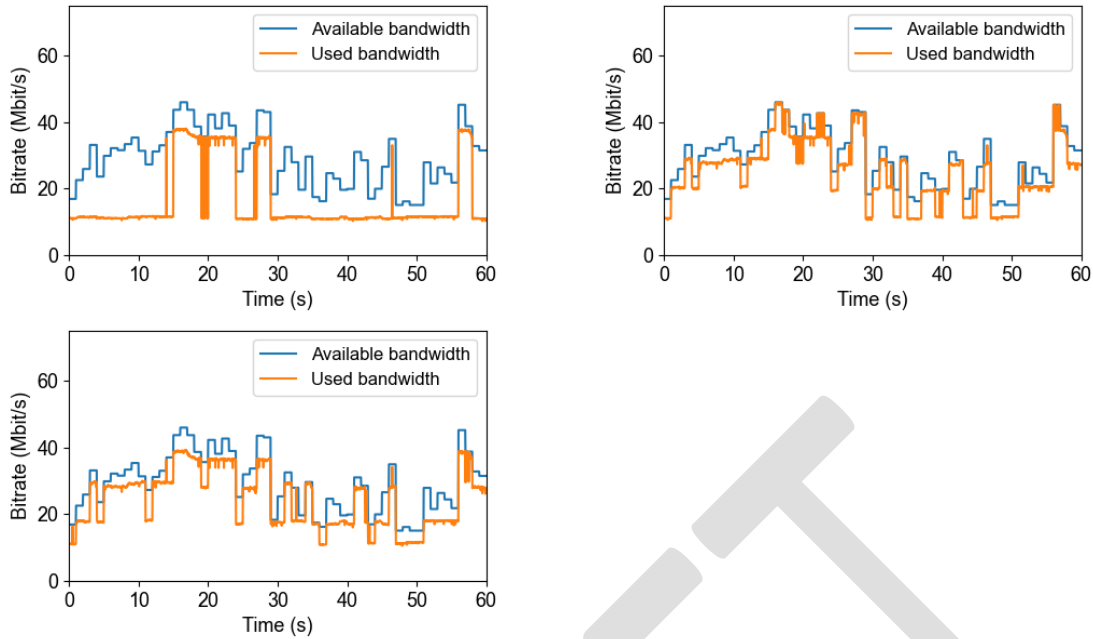 Available bandwidth
Used bandwidth
Bitrate (Mbit/s)
60
40
20
0
0 10 20 30 40 50 60
Time (s)
Available bandwidth
Used bandwidth
Bitrate (Mbit/s)
60
40
20
0
0 10 20 30 40 50 60
Time (s)
Available bandwidth
Used bandwidth
Bitrate (Mbit/s)
60
40
20
0
0 10 20 30 40 50 60
Time (s)